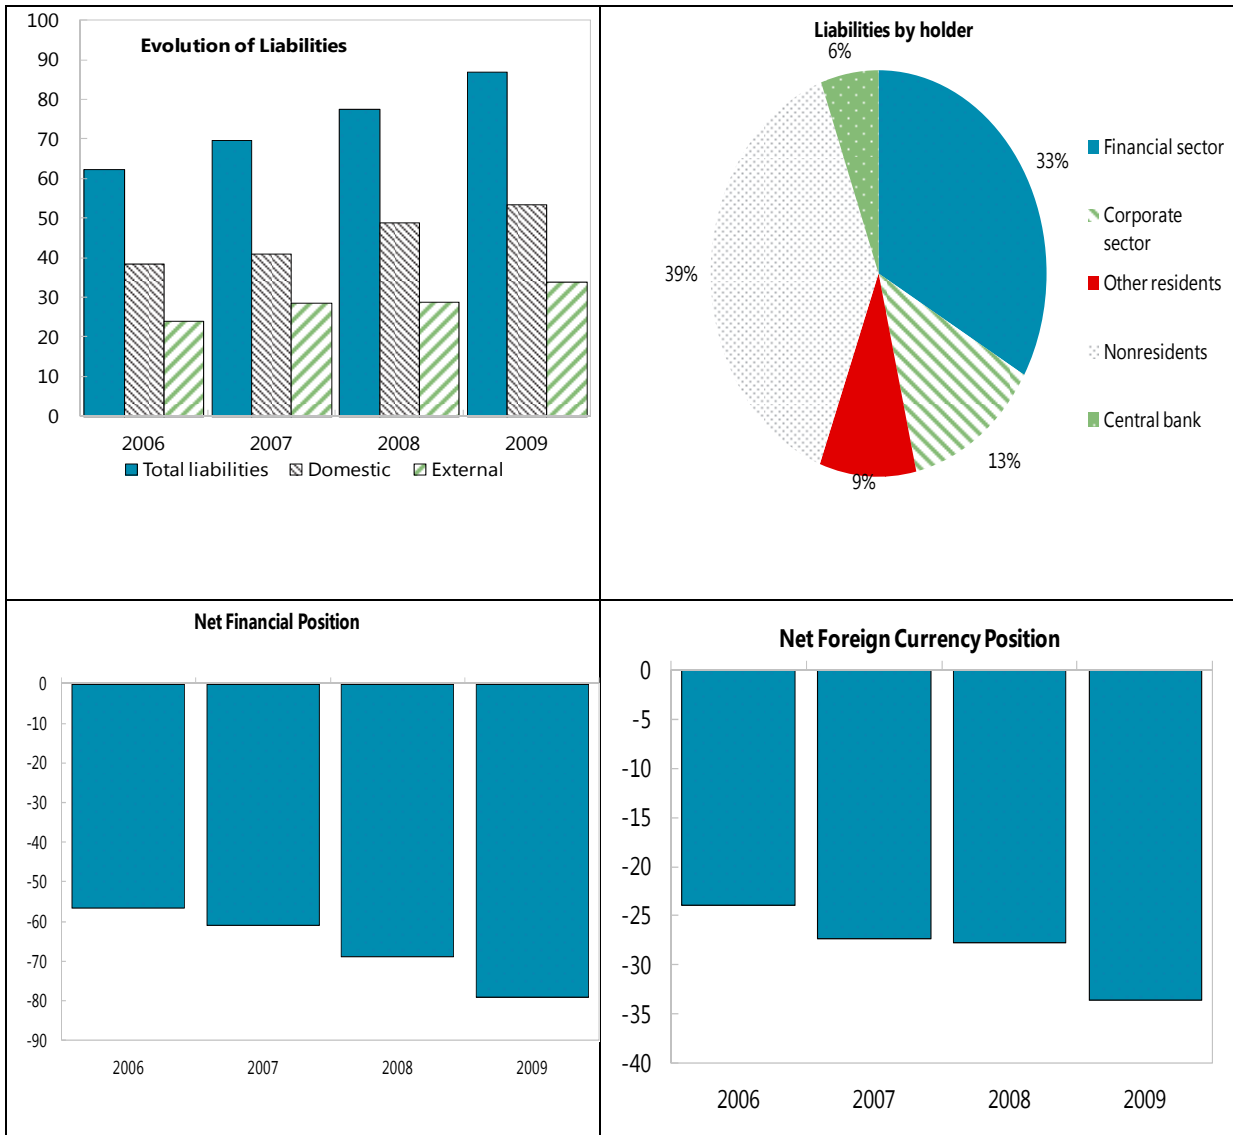 Evolution of Liabilities
100
90
80
70
60
50
40
30
20
10
0
2006 2007 2008 2009
Total liabilities Domestic External
Liabilities by holder
6%
33%
39%
13%
9%
Financial sector
Corporate
sector
Other residents
Nonresidents
Central bank
Net Financial Position
0
-10
-20
-30
-40
-50
-60
-70
-80
-90
2006 2007 2008 2009
Net Foreign Currency Position
0
-5
-10
-15
-20
-25
-30
-35
-40
2006 2007 2008 2009